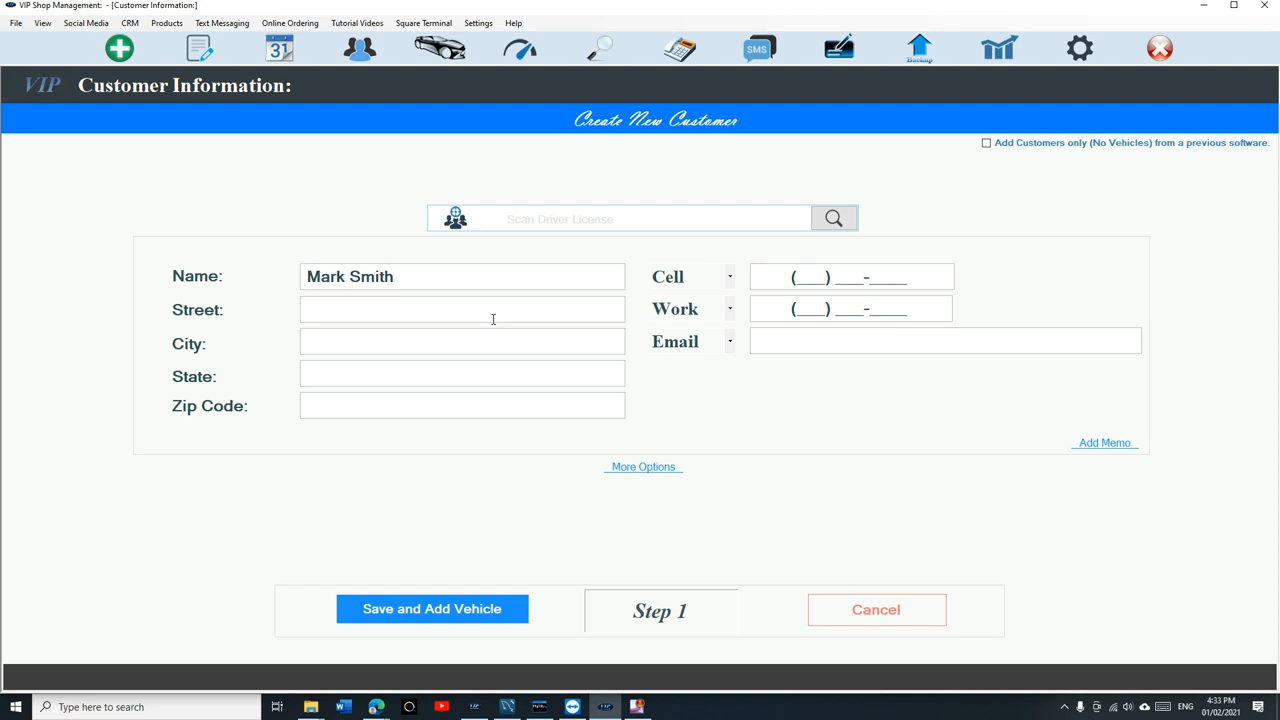 VIP Shop Management: - [Customer Information:]
File View Social Media CRM Products Text Messaging Online Ordering Tutorial Videos Square Terminal Settings Help
31 SMS Backup
VIP Customer Information:
Create New Customer
Add Customers only (No Vehicles) from a previous software.
Scan Driver License
Name: Mark Smith Cell (___) ____-_____
Street: Work (___) ____-_____
City: Email
State:
Zip Code:
Add Memo
More Options
Save and Add Vehicle Step 1 Cancel
Type here to search
ENG 4:33 PM
01/02/2021